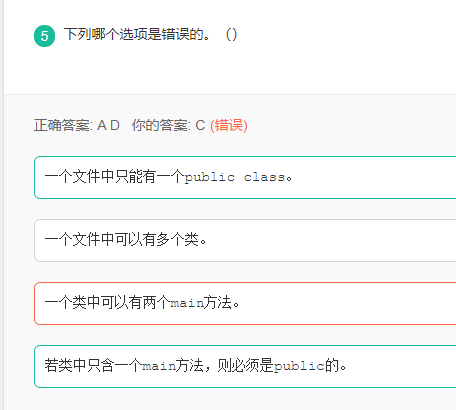 5 下列哪个选项是错误的。（）
正确答案: A D 你的答案: C (错误)
一个文件中只能有一个public class。
一个文件中可以有多个类。
一个类中可以有两个main方法。
若类中只含一个main方法，则必须是public的。